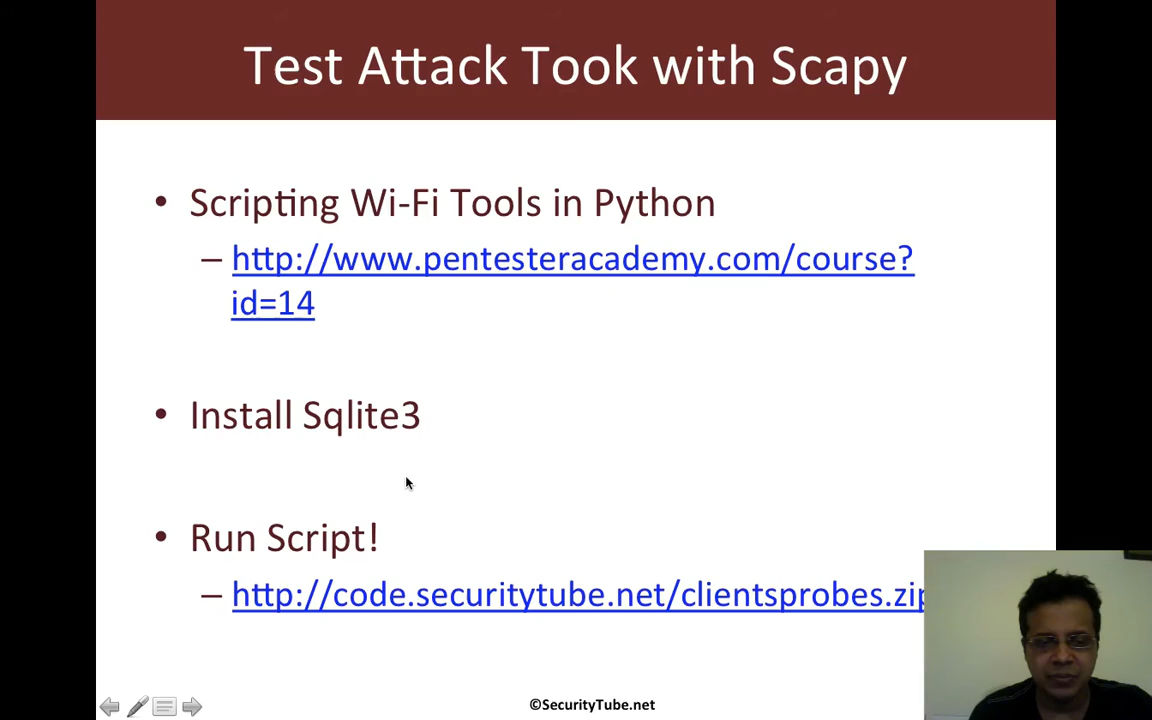 Test Attack Took with Scapy
• Scripting Wi-Fi Tools in Python
– http://www.pentesteracademy.com/course?
id=14
• Install Sqlite3
• Run Script!
– http://code.securitytube.net/clientsprobes.zip
©SecurityTube.net